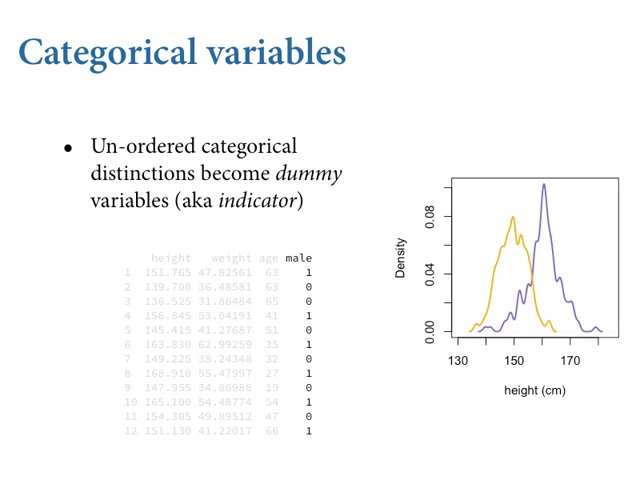 Categorical variables
• Un-ordered categorical
distinctions become dummy
variables (aka indicator)
height weight age male
1 151.765 47.82561 63 1
2 139.700 36.48581 63 0
3 136.525 31.86484 65 0
4 156.845 53.04191 41 1
5 145.415 41.27687 51 0
6 163.830 62.99259 35 1
7 149.225 38.24348 32 0
8 168.910 55.47997 27 1
9 147.955 34.86988 19 0
10 165.100 54.48774 54 1
11 154.305 49.89512 47 0
12 151.130 41.22017 66 1
Density
0.08
0.04
0.00
130 150 170
height (cm)